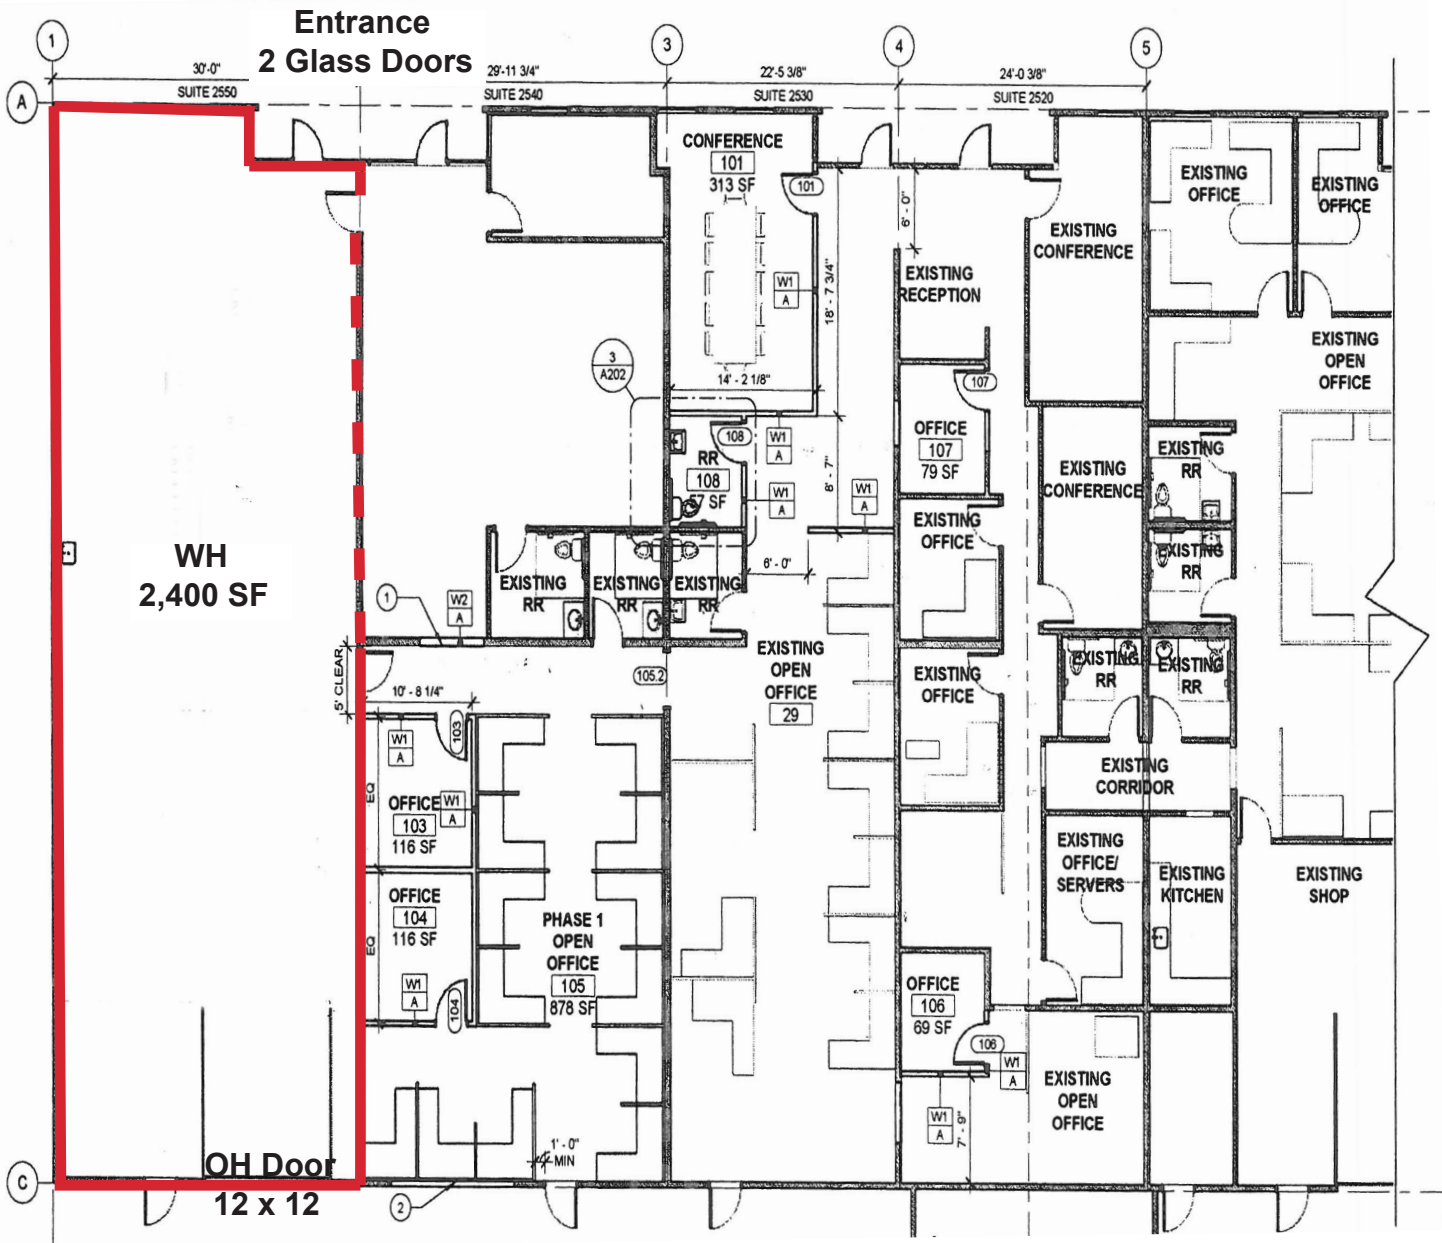 Entrance
2 Glass Doors
1
3
4
5
30'-0"
29'-11 3/4"
22'-5 3/8"
24'-0 3/8"
SUITE 2550
SUITE 2540
SUITE 2530
SUITE 2520
A
CONFERENCE
101
313 SF
101
6' - 0"
18' - 7 3/4"
W1
A
14' - 2 1/8"
3
A202
EXISTING
RECEPTION
EXISTING
CONFERENCE
EXISTING
OFFICE
EXISTING
OFFICE
EXISTING
OPEN
OFFICE
107
OFFICE
107
79 SF
108
RR
108
57 SF
W1
A
W1
A
8' - 7"
W1
A
EXISTING
OFFICE
EXISTING
CONFERENCE
EXISTING
RR
EXISTING
RR
WH
2,400 SF
EXISTING
RR
EXISTING
RR
EXISTING
RR
6' - 0"
1
W2
A
5' CLEAR
10' - 8 1/4"
105.2
EXISTING
OPEN
OFFICE
29
EXISTING
OFFICE
EXISTING
RR
EXISTING
RR
103
W1
A
EQ
OFFICE
103
116 SF
W1
A
EXISTING
CORRIDOR
OFFICE
104
116 SF
EQ
W1
A
104
PHASE 1
OPEN
OFFICE
105
878 SF
EXISTING
OFFICE/
SERVERS
EXISTING
KITCHEN
EXISTING
SHOP
OFFICE
106
69 SF
106
W1
A
EXISTING
OPEN
OFFICE
W1
A
7' - 9"
1' - 0"
MIN
OH Door
12 x 12
C
2